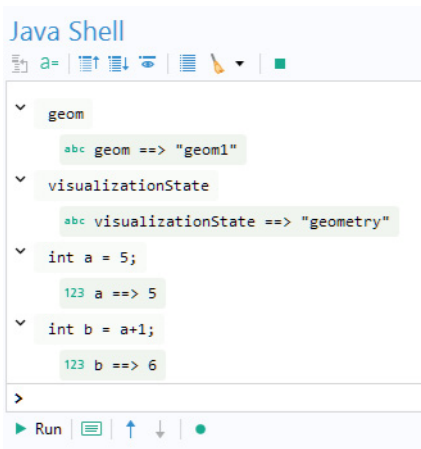 Java Shell
a=
geom
abc geom ==> "geom1"
visualizationState
abc visualizationState ==> "geometry"
int a = 5;
123 a ==> 5
int b = a+1;
123 b ==> 6
>
Run